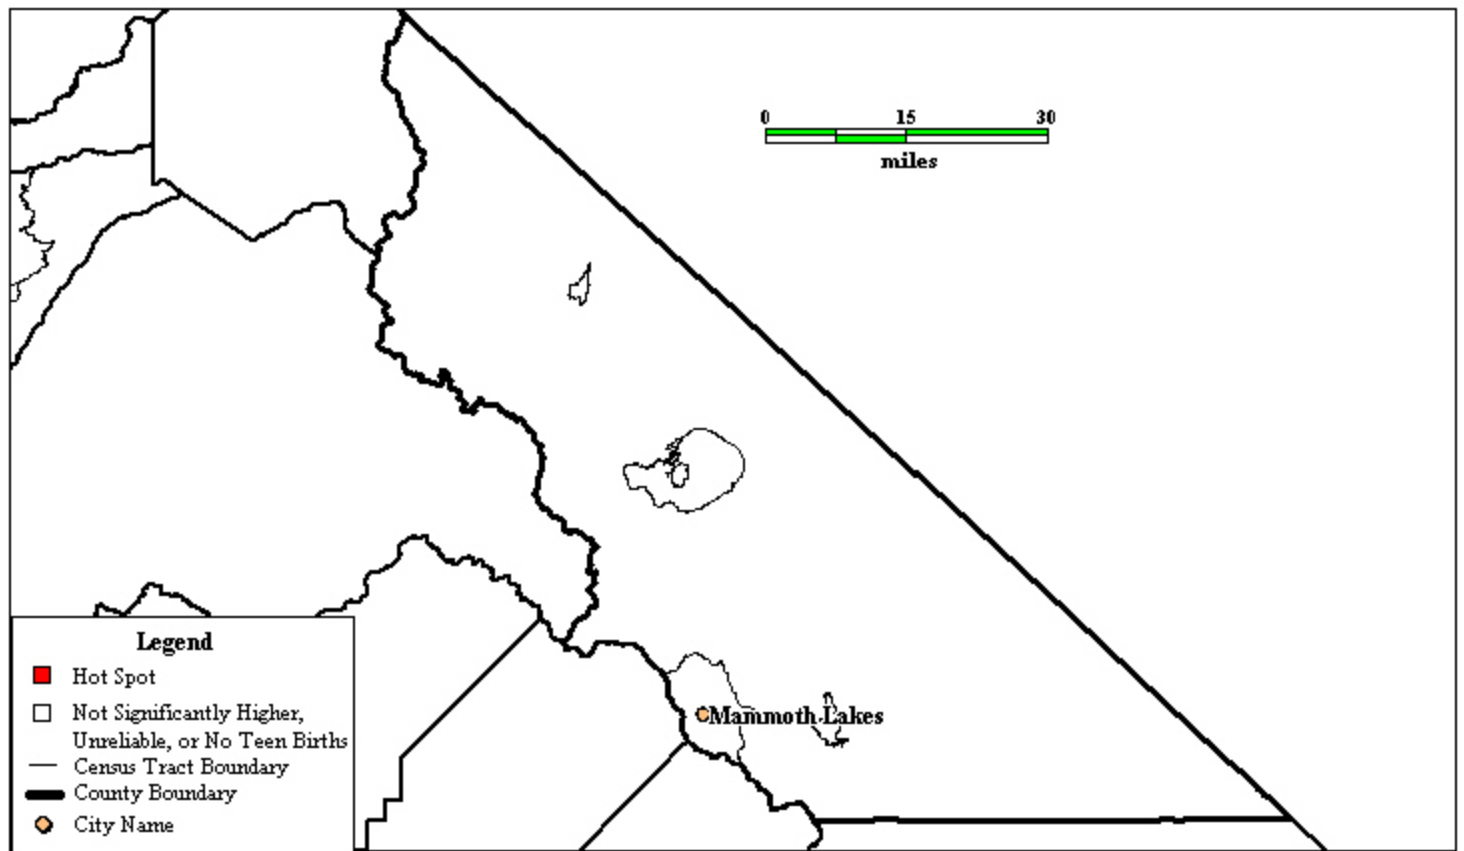 0 15 30
miles
Mammoth Lakes
Legend
Hot Spot
Not Significantly Higher,
Unreliable, or No Teen Births
Census Tract Boundary
County Boundary
City Name